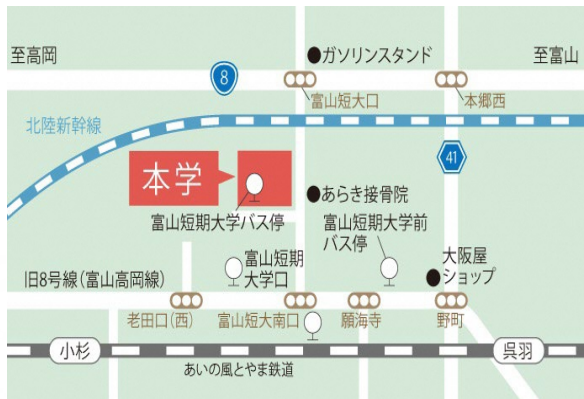 至高岡
ガソリンスタンド
至富山
8
富山短大口
本郷西
北陸新幹線
41
本学
あらき接骨院
富山短期大学バス停
富山短期大学前
バス停
富山短期
大学口
大阪屋
ショップ
旧8号線(富山高岡線)
老田口(西)
富山短大南口
願海寺
野町
小杉
呉羽
あいの風とやま鉄道